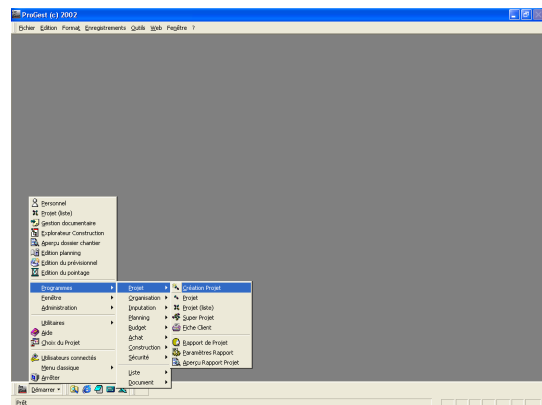 ProGest (c) 2002
Fichier Edition Format Enregistrements Outils Web Fenêtre ?
Personnel
Projet (liste)
Gestion documentaire
Explorateur Construction
Aperçu dossier chantier
Edition planning
Edition du prévisionnel
Edition du pointage
Programmes
Fenêtre
Administration
Utilitaires
Aide
Choix du Projet
Utilisateurs connectés
Menu classique
Arrêter
Projet
Organisation
Imputation
Planning
Budget
Achat
Construction
Sécurité
Liste
Document
Création Projet
Projet
Projet (liste)
Super Projet
Fiche Client
Rapport de Projet
Paramètres Rapport
Aperçu Rapport Projet
Démarrer
Prêt